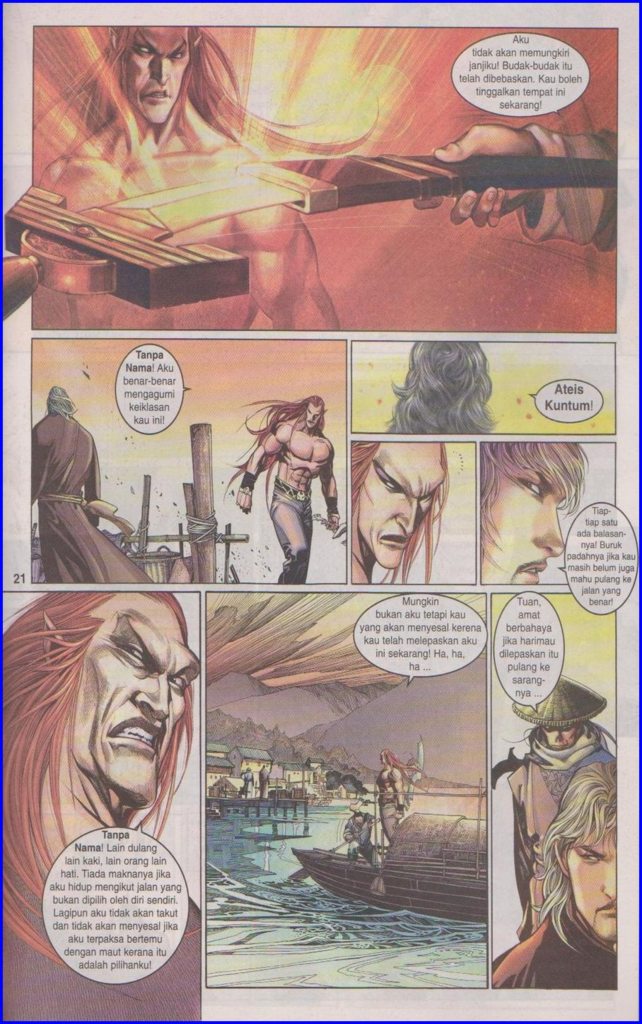 Aku
tidak akan memungkiri
janjiku! Budak-budak itu
telah dibebaskan. Kau boleh
tinggalkan tempat ini
sekarang!
Tanpa
Nama! Aku
benar-benar
mengagumi
keiklasan
kau ini!
Ateis
Kuntum!
Tiap-
tiap satu
ada balasan-
nya! Buruk
padahnya jika kau
masih belum juga
mahu pulang ke
jalan yang
benar!
21
Tanpa
Nama! Lain dulang
lain kaki, lain orang lain
hati. Tiada maknanya jika
aku hidup mengikut jalan yang
bukan dipilih oleh diri sendiri.
Lagipun aku tidak akan takut
dan tidak akan menyesal jika
aku terpaksa bertemu
dengan maut kerana itu
adalah pilihanku!
Mungkin
bukan aku tetapi kau
yang akan menyesal kerena
kau telah melepaskan aku
ini sekarang! Ha, ha,
ha ...
Tuan,
amat
berbahaya
jika harimau
dilepaskan itu
pulang ke
sarang-
nya ...